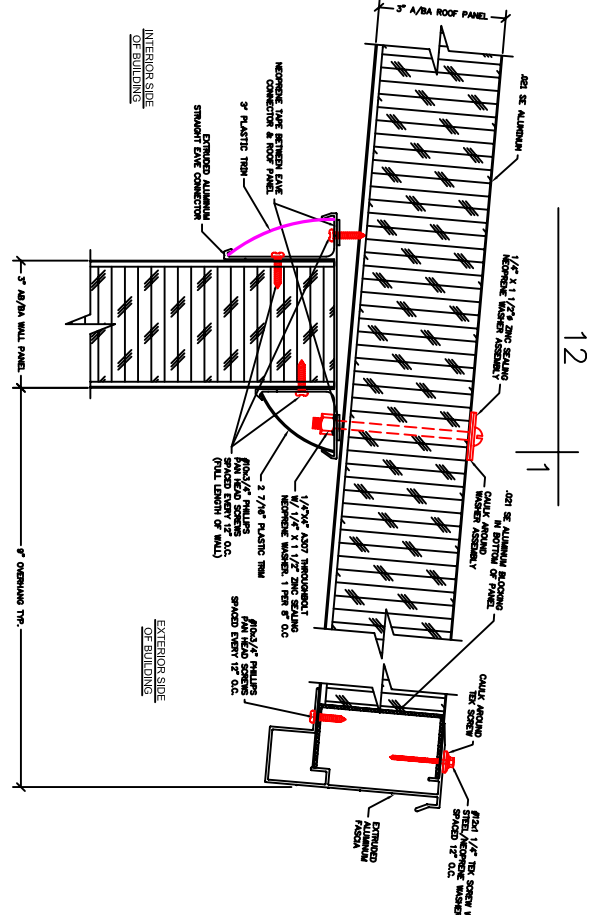 3" A/BA ROOF PANEL
.021 SE ALUMINUM
12
1
1/4" X 1 1/2"ø ZINC SEALING
NEOPRENE WASHER ASSEMBLY
CAULK AROUND
WASHER ASSEMBLY
.021 SE ALUMINUM BLOCKING
IN BOTTOM OF PANEL
CAULK AROUND
TEK SCREW
#12x1 1/4" TEK SCREW W/
STEEL/NEOPRENE WASHER
SPACED 12" O.C.
INTERIOR SIDE
OF BUILDING
NEOPRENE TAPE BETWEEN EAVE
CONNECTOR & ROOF PANEL
3" PLASTIC TRIM
EXTRUDED ALUMINUM
STRAIGHT EAVE CONNECTOR
3" AB/BA WALL PANEL
1/4"X4" A307 THROUGHBOLT
W/ 1/4" X 1 1/2" ZINC SEALING
NEOPRENE WASHER, 1 PER 8" O.C
2 7/16" PLASTIC TRIM
#10x3/4" PHILLIPS
PAN HEAD SCREWS
SPACED EVERY 12" O.C.
(FULL LENGTH OF WALL)
#10x3/4" PHILLIPS
PAN HEAD SCREWS
SPACED EVERY 12" O.C.
9" OVERHANG TYP.
EXTERIOR SIDE
OF BUILDING
EXTRUDED
ALUMINUM
FASCIA